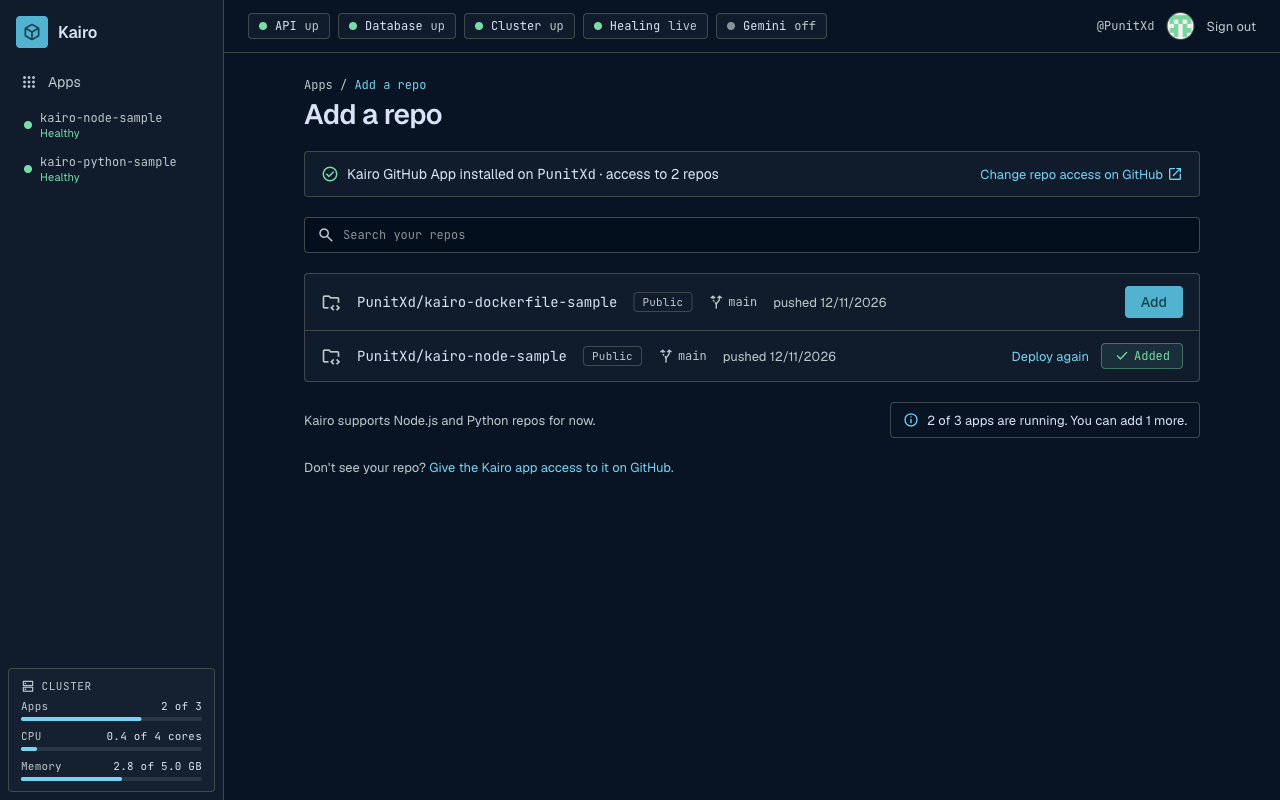 Kairo
API up
Database up
Cluster up
Healing live
Gemini off
@PunitXd
Sign out
Apps
kairo-node-sample
Healthy
kairo-python-sample
Healthy
Apps / Add a repo
Add a repo
Kairo GitHub App installed on PunitXd · access to 2 repos
Change repo access on GitHub
Search your repos
PunitXd/kairo-dockerfile-sample Public main pushed 12/11/2026 Add
PunitXd/kairo-node-sample Public main pushed 12/11/2026 Deploy again Added
Kairo supports Node.js and Python repos for now.
2 of 3 apps are running. You can add 1 more.
Don't see your repo? Give the Kairo app access to it on GitHub.
CLUSTER
Apps 2 of 3
CPU 0.4 of 4 cores
Memory 2.8 of 5.0 GB